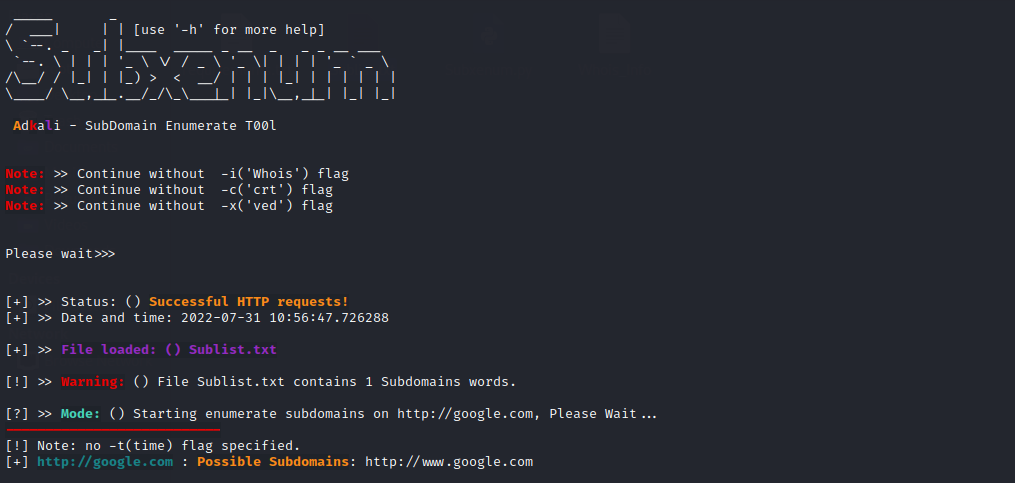 [use '-h' for more help]
Subxenum
Adkali - SubDomain Enumerate T00l
Note: >> Continue without  -i('Whois') flag
Note: >> Continue without  -c('crt') flag
Note: >> Continue without  -x('ved') flag
Please wait>>>
[+] >> Status: () Successful HTTP requests!
[+] >> Date and time: 2022-07-31 10:56:47.726288
[+] >> File loaded: () Sublist.txt
[!] >> Warning: () File Sublist.txt contains 1 Subdomains words.
[?] >> Mode: () Starting enumerate subdomains on http://google.com, Please Wait...
[!] Note: no -t(time) flag specified.
[+] http://google.com : Possible Subdomains: http://www.google.com